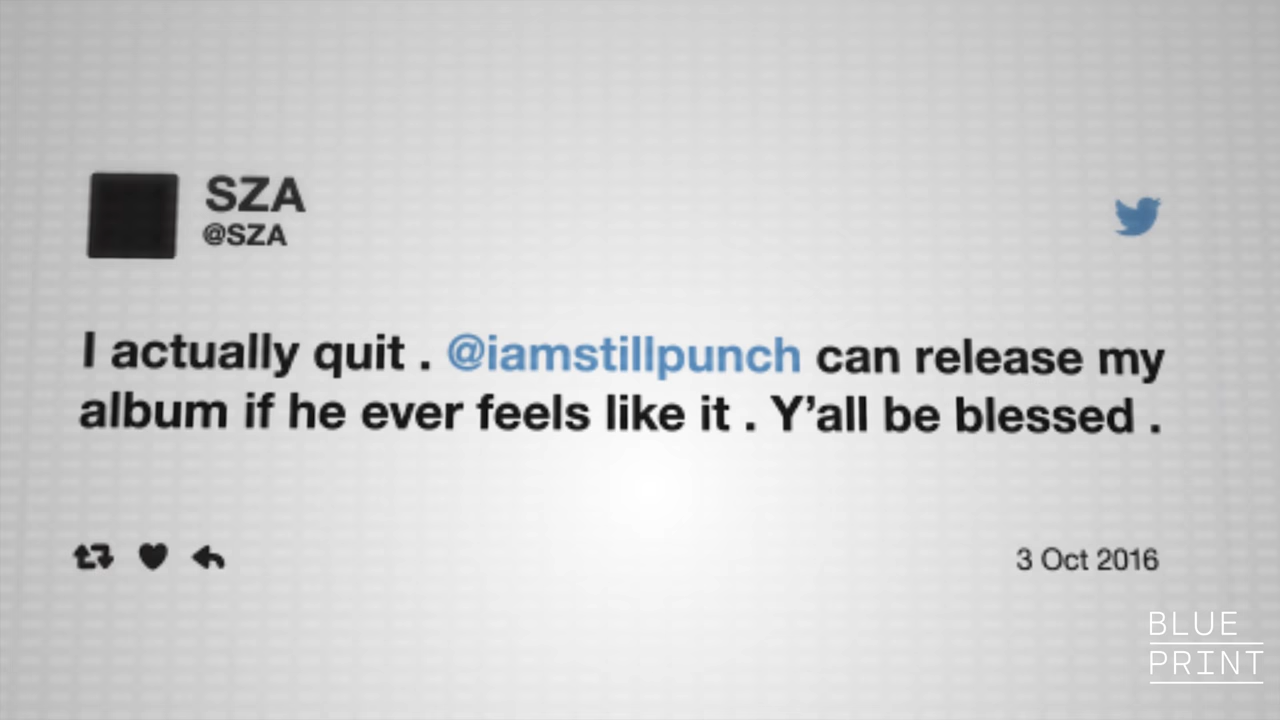 SZA
@SZA
I actually quit . @iamstillpunch can release my
album if he ever feels like it . Y’all be blessed .
3 Oct 2016
BLUE
PRINT